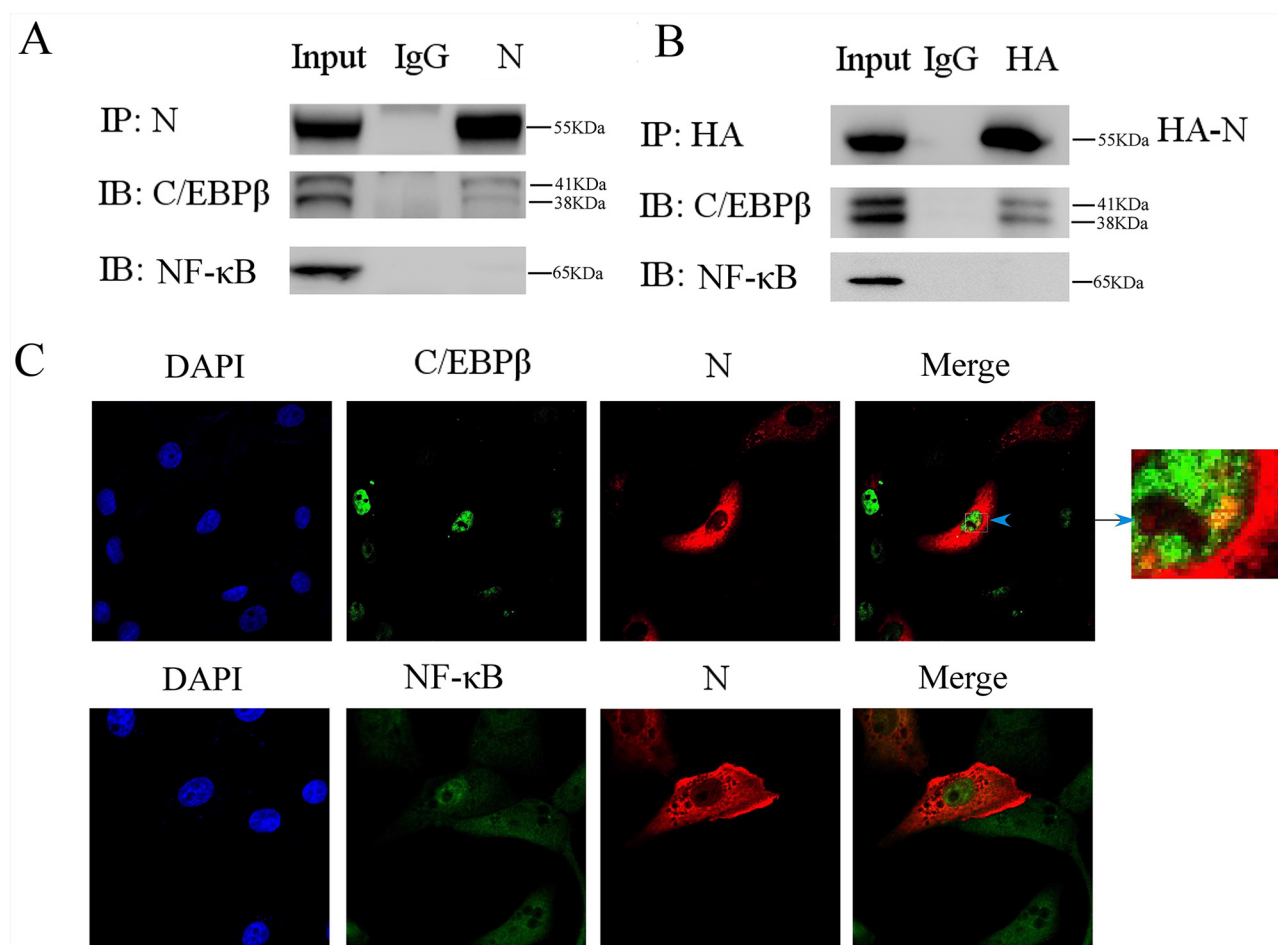 A
Input IgG N
IP: N
55KDa
IB: C/EBPβ
41KDa
38KDa
IB: NF-κB
65KDa
B
Input IgG HA
IP: HA
55KDa
HA-N
IB: C/EBPβ
41KDa
38KDa
IB: NF-κB
65KDa
C
DAPI C/EBPβ N Merge
DAPI NF-κB N Merge